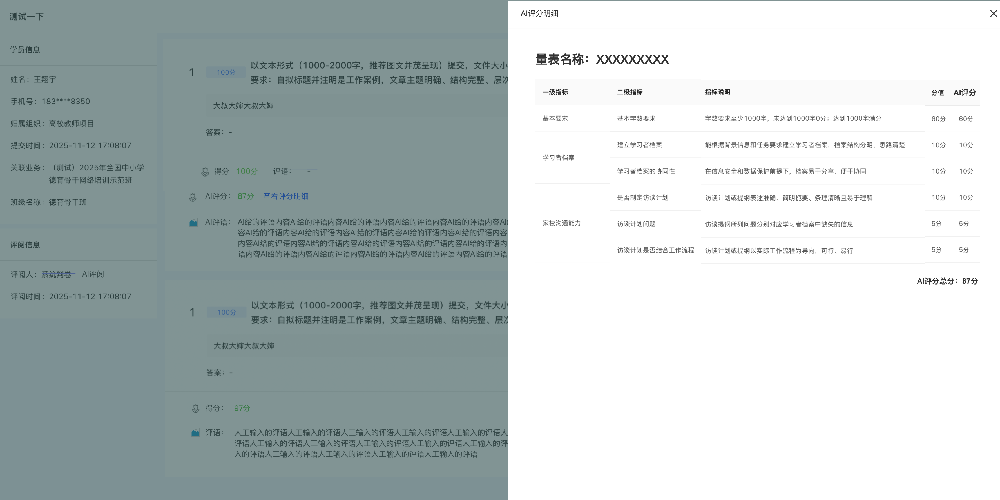 测试一下
学员信息
姓名：王翔宇
手机号：183****8350
归属组织：高校教师项目
提交时间：2025-11-12 17:08:07
关联业务：（测试）2025年全国中小学
德育骨干网络培训示范班
班级名称：德育骨干班
评阅信息
评阅人：系统判卷 AI评阅
评阅时间：2025-11-12 17:08:07
1 100分 以文本形式（1000-2000字，推荐图文并茂呈现）提交，文件大小
要求：自拟标题并注明是工作案例，文章主题明确、结构完整、层次
大叔大婶大叔大婶
答案：-
得分 100分 评语： -
AI评分： 87分 查看评分明细
AI评语： AI给的评语内容AI给的评语内容AI给的评语内容AI给的评语内容AI给的评语内容AI
容AI给的评语内容AI给的评语内容AI给的评语内容AI给的评语内容AI给的评语内容
内容AI给的评语内容AI给的评语内容AI给的评语内容AI给的评语内容AI给的评语内
语内容AI给的评语内容AI给的评语内容AI给的评语内容AI给的评语内容AI给的评语
1 100分 以文本形式（1000-2000字，推荐图文并茂呈现）提交，文件大小
要求：自拟标题并注明是工作案例，文章主题明确、结构完整、层次
大叔大婶大叔大婶
答案：-
得分： 97分
评语： 人工输入的评语人工输入的评语人工输入的评语人工输入的评语人工输入的评语人
评语人工输入的评语人工输入的评语人工输入的评语人工输入的评语人工输入的评
入的评语人工输入的评语人工输入的评语人工输入的评语人工输入的评语
AI评分明细
量表名称：XXXXXXXXX
一级指标 二级指标 指标说明 分值 AI评分
基本要求 基本字数要求 字数要求至少1000字，未达到1000字0分；达到1000字满分 60分 60分
学习者档案 建立学习者档案 能根据背景信息和任务要求建立学习者档案，档案结构分明、思路清楚 10分 10分
学习者档案的协同性 在信息安全和数据保护前提下，档案易于分享、便于协同 10分 10分
家校沟通能力 是否制定访谈计划 访谈计划或提纲表述准确、简明扼要、条理清晰且易于理解 10分 10分
访谈计划问题 访谈提纲所列问题分别对应学习者档案中缺失的信息 5分 5分
访谈计划是否结合工作流程 访谈计划或提纲以实际工作流程为导向，可行、易行 5分 5分
AI评分总分：87分